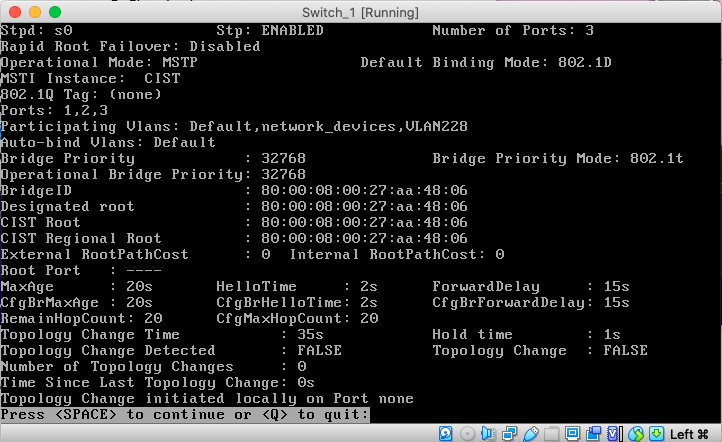 Switch_1 [Running]
Stpd: s0 Stp: ENABLED Number of Ports: 3
Rapid Root Failover: Disabled
Operational Mode: MSTP Default Binding Mode: 802.1D
MSTI Instance: CIST
802.1Q Tag: (none)
Ports: 1,2,3
Participating Vlans: Default,network_devices,VLAN228
Auto-bind Vlans: Default
Bridge Priority : 32768 Bridge Priority Mode: 802.1t
Operational Bridge Priority: 32768
BridgeID : 80:00:08:00:27:aa:48:06
Designated root : 80:00:08:00:27:aa:48:06
CIST Root : 80:00:08:00:27:aa:48:06
CIST Regional Root : 80:00:08:00:27:aa:48:06
External RootPathCost : 0 Internal RootPathCost: 0
Root Port : ----
MaxAge : 20s HelloTime : 2s ForwardDelay : 15s
CfgBrMaxAge : 20s CfgBrHelloTime: 2s CfgBrForwardDelay: 15s
RemainHopCount: 20 CfgMaxHopCount: 20
Topology Change Time : 35s Hold time : 1s
Topology Change Detected : FALSE Topology Change : FALSE
Number of Topology Changes : 0
Time Since Last Topology Change: 0s
Topology Change initiated locally on Port none
Press <SPACE> to continue or <Q> to quit:
Left ⌘